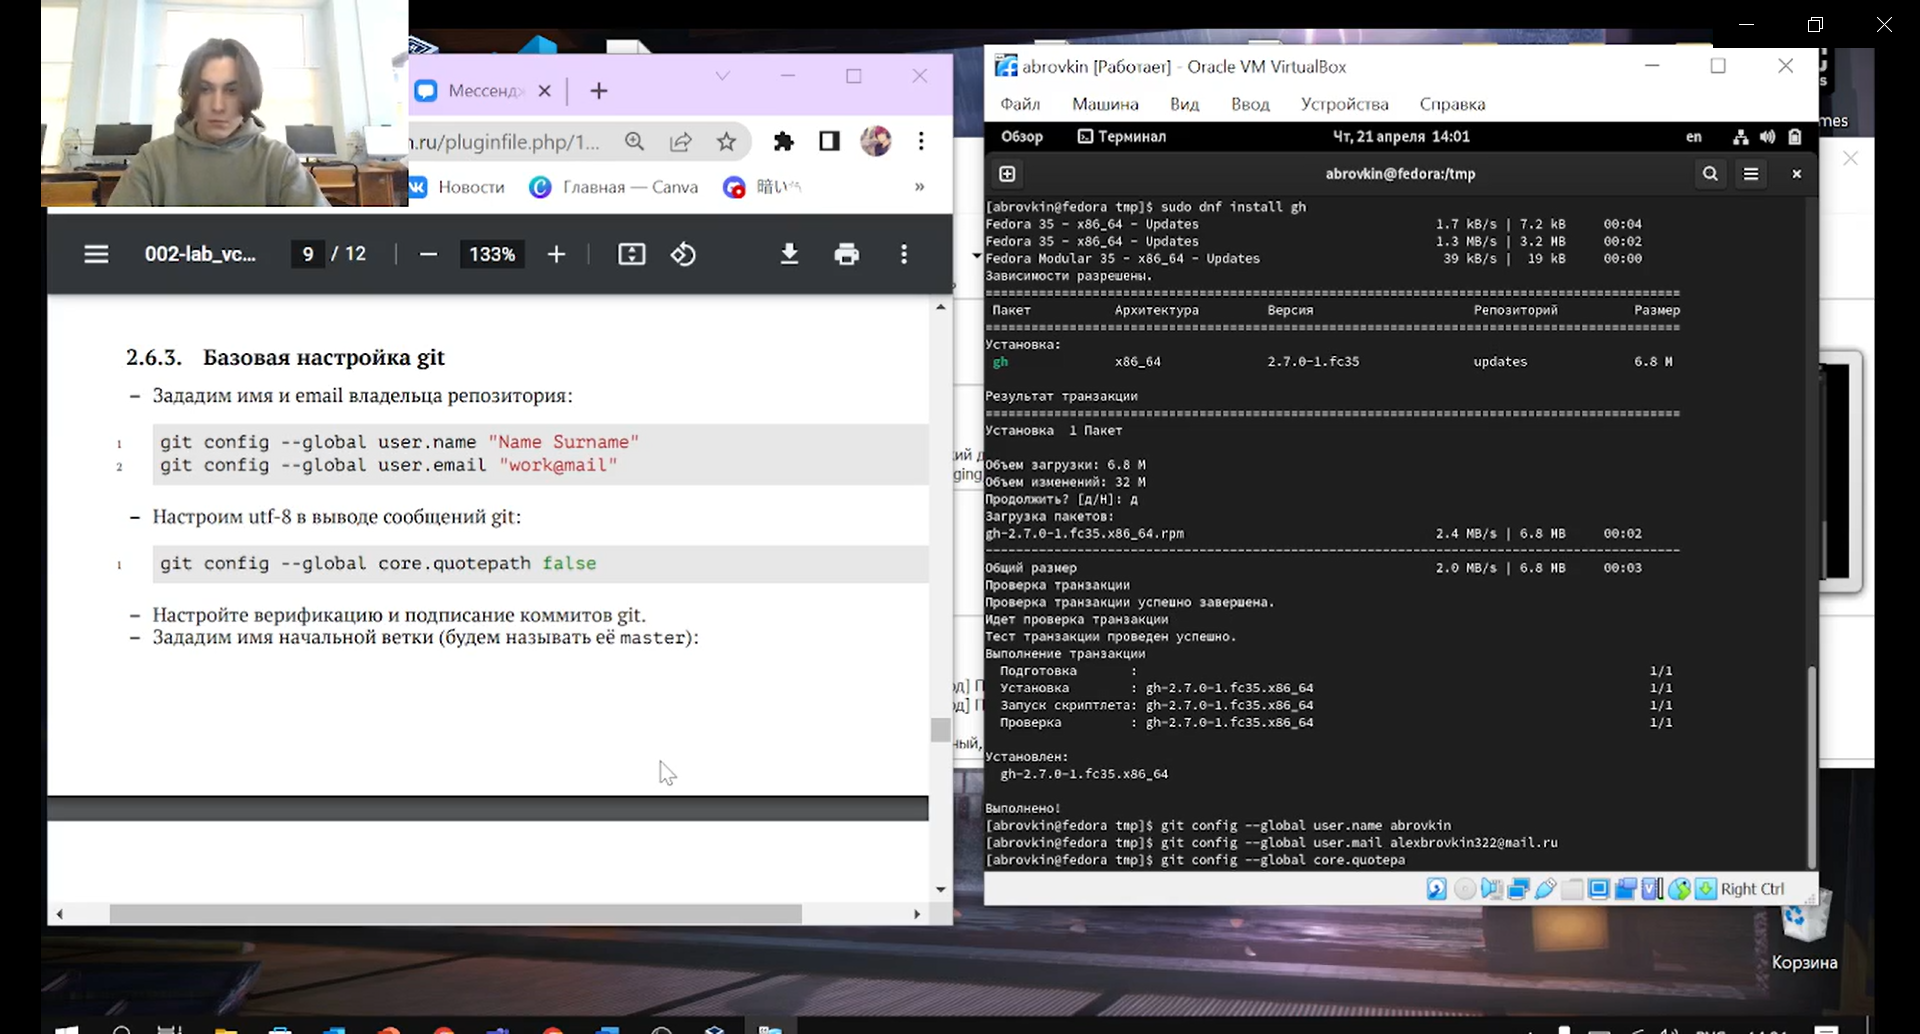 Мессендж
n.ru/pluginfile.php/1...
Новости
Главная — Canva
»
002-lab_vc...
9 / 12
133%
2.6.3. Базовая настройка git
– Зададим имя и email владельца репозитория:
1 git config --global user.name "Name Surname"
2 git config --global user.email "work@mail"
– Настроим utf-8 в выводе сообщений git:
1 git config --global core.quotepath false
– Настройте верификацию и подписание коммитов git.
– Зададим имя начальной ветки (будем называть её master):
abrovkin [Работает] - Oracle VM VirtualBox
Файл Машина Вид Ввод Устройства Справка
Обзор Терминал Чт, 21 апреля 14:01 en
abrovkin@fedora:/tmp
[abrovkin@fedora tmp]$ sudo dnf install gh
Fedora 35 - x86_64 - Updates 1.7 kB/s | 7.2 kB 00:04
Fedora 35 - x86_64 - Updates 1.3 MB/s | 3.2 MB 00:02
Fedora Modular 35 - x86_64 - Updates 39 kB/s | 19 kB 00:00
Зависимости разрешены.
Пакет Архитектура Версия Репозиторий Размер
Установка:
gh x86_64 2.7.0-1.fc35 updates 6.8 M
Результат транзакции
Установка 1 Пакет
Объем загрузки: 6.8 M
Объем изменений: 32 M
Продолжить? [д/Н]: д
Загрузка пакетов:
gh-2.7.0-1.fc35.x86_64.rpm 2.4 MB/s | 6.8 MB 00:02
Общий размер 2.0 MB/s | 6.8 MB 00:03
Проверка транзакции
Проверка транзакции успешно завершена.
Идет проверка транзакции
Тест транзакции проведен успешно.
Выполнение транзакции
Подготовка : 1/1
Установка : gh-2.7.0-1.fc35.x86_64 1/1
Запуск скриптлета: gh-2.7.0-1.fc35.x86_64 1/1
Проверка : gh-2.7.0-1.fc35.x86_64 1/1
Установлен:
gh-2.7.0-1.fc35.x86_64
Выполнено!
[abrovkin@fedora tmp]$ git config --global user.name abrovkin
[abrovkin@fedora tmp]$ git config --global user.mail alexbrovkin322@mail.ru
[abrovkin@fedora tmp]$ git config --global core.quotepa
Right Ctrl
Корзина